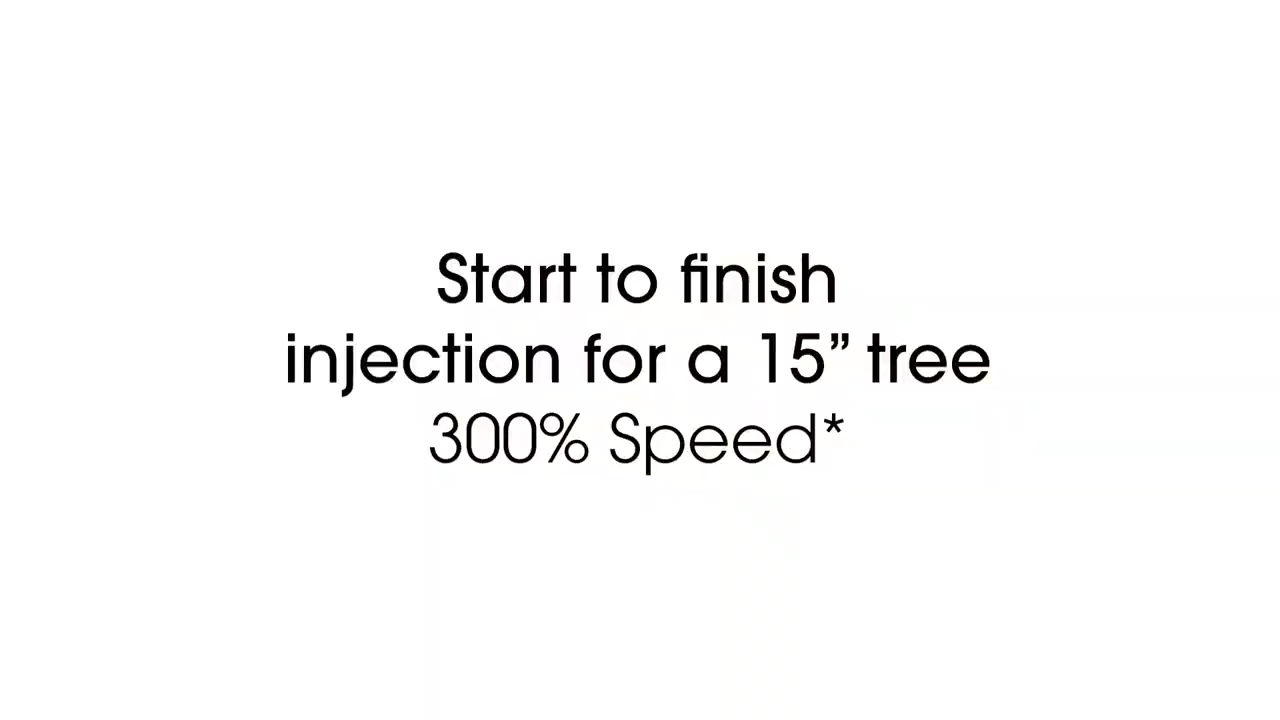 Start to finish
injection for a 15” tree
300% Speed*